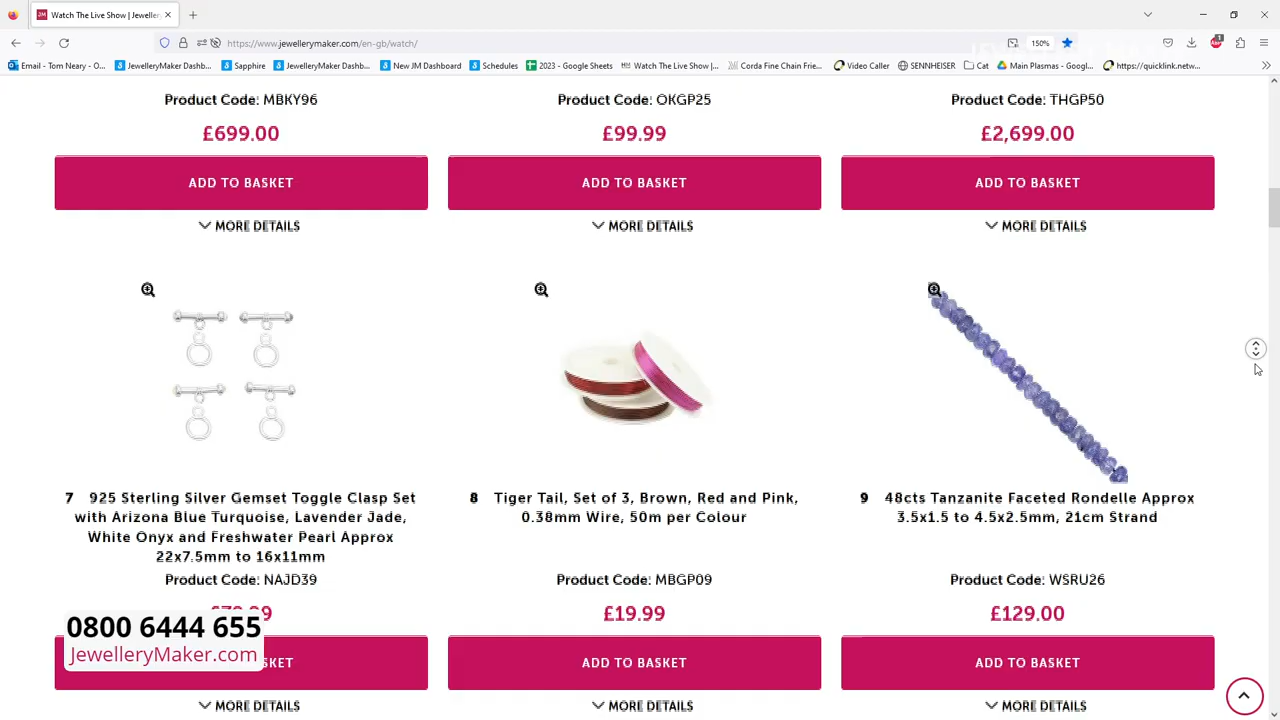 Watch The Live Show | Jeweller
https://www.jewellerymaker.com/en-gb/watch/
150%
Email - Tom Neary - O...
JewelleryMaker Dashb...
Sapphire
JewelleryMaker Dashb...
New JM Dashboard
Schedules
2023 - Google Sheets
Watch The Live Show |...
Corda Fine Chain Frie...
Video Caller
SENNHEISER
Cat
Main Plasmas - Googl...
https://quicklink.netw...
Product Code: MBKY96
£699.00
ADD TO BASKET
MORE DETAILS
Product Code: OKGP25
£99.99
ADD TO BASKET
MORE DETAILS
Product Code: THGP50
£2,699.00
ADD TO BASKET
MORE DETAILS
7 925 Sterling Silver Gemset Toggle Clasp Set
with Arizona Blue Turquoise, Lavender Jade,
White Onyx and Freshwater Pearl Approx
22x7.5mm to 16x11mm
Product Code: NAJD39
MORE DETAILS
8 Tiger Tail, Set of 3, Brown, Red and Pink,
0.38mm Wire, 50m per Colour
Product Code: MBGP09
£19.99
ADD TO BASKET
MORE DETAILS
9 48cts Tanzanite Faceted Rondelle Approx
3.5x1.5 to 4.5x2.5mm, 21cm Strand
Product Code: WSRU26
£129.00
ADD TO BASKET
MORE DETAILS
0800 6444 655
JewelleryMaker.com